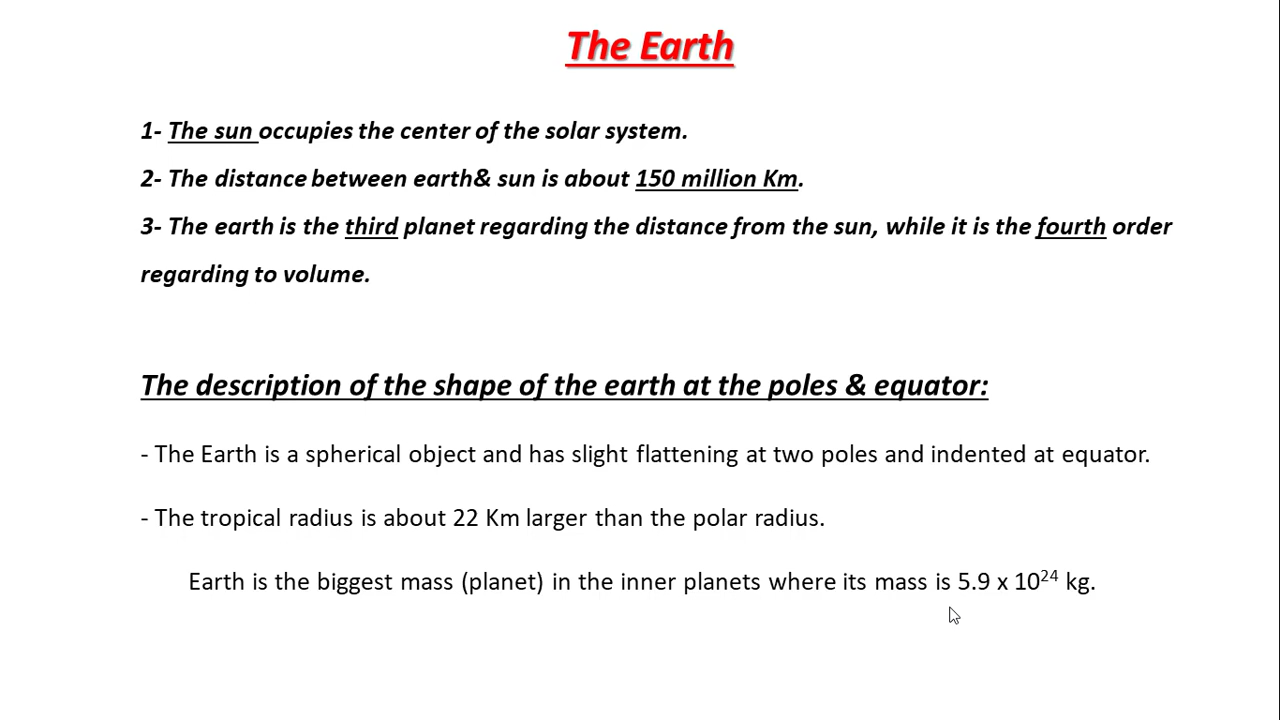 The Earth
1- The sun occupies the center of the solar system.
2- The distance between earth& sun is about 150 million Km.
3- The earth is the third planet regarding the distance from the sun, while it is the fourth order
regarding to volume.
The description of the shape of the earth at the poles & equator:
- The Earth is a spherical object and has slight flattening at two poles and indented at equator.
- The tropical radius is about 22 Km larger than the polar radius.
Earth is the biggest mass (planet) in the inner planets where its mass is 5.9 x 10²⁴ kg.